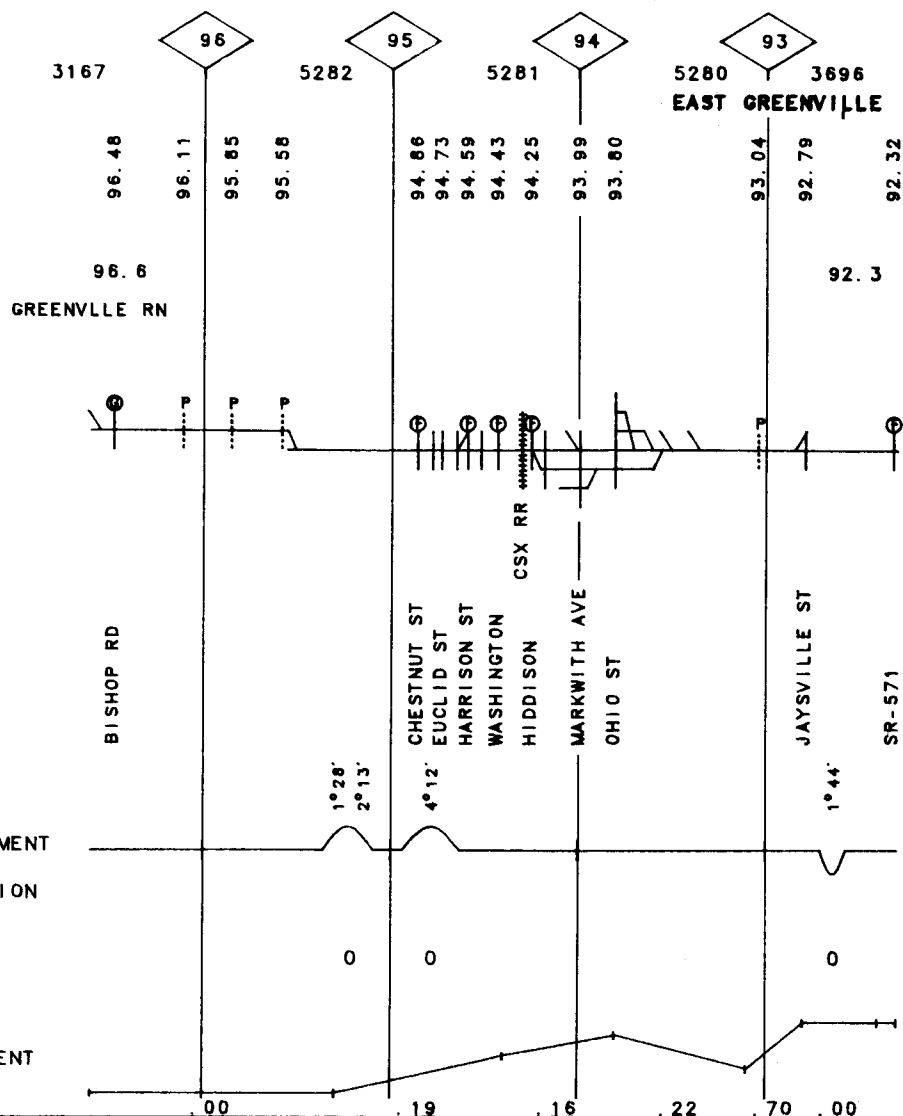 96 95 94 93
3167 5282 5281 5280 3696
EAST GREENVILLE
96.48 96.11 95.85 95.58 94.86 94.73 94.59 94.43 94.25 93.99 93.80 93.04 92.79 92.32
96.6 92.3
GREENVLLE RN
P P P P
F F F F F
CSX RR
BISHOP RD
CHESTNUT ST
EUCLID ST
HARRISON ST
WASHINGTON
HIDDISON
MARKWITH AVE
OHIO ST
JAYSVILLE ST
SR-571
1°28' 2°13' 4°12' 1°44'
MENT
ION
0 0 0
ENT
.00 .19 .16 .22 .70 .00